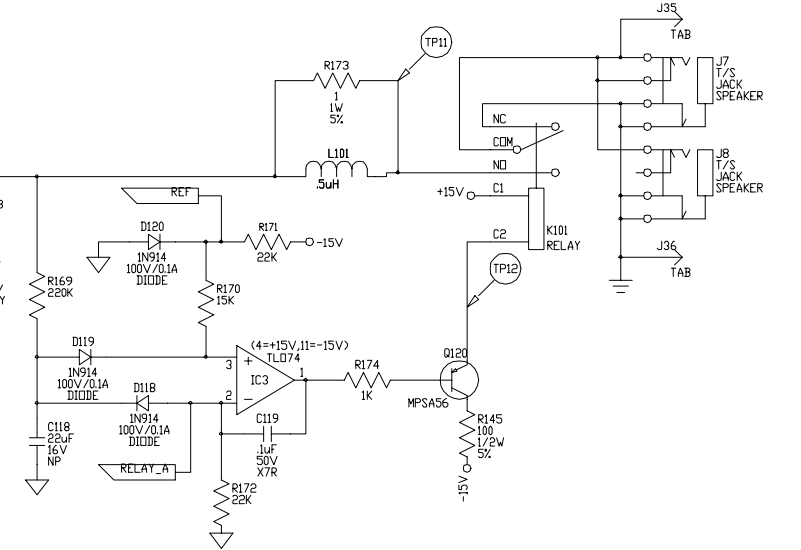 J35
TAB
TP11
J7
T/S
JACK
SPEAKER
R173
1
1W
5%
L101
.5uH
NC
COM
NO
J8
T/S
JACK
SPEAKER
+15V
C1
C2
K101
RELAY
J36
TAB
REF
D120
1N914
100V/0.1A
DIODE
R171
22K
-15V
TP12
R169
220K
R170
15K
D119
1N914
100V/0.1A
DIODE
(4=+15V,11=-15V)
TL074
3
+
IC3
1
2
-
R174
1K
Q120
MPSA56
D118
1N914
100V/0.1A
DIODE
C118
22uF
16V
NP
C119
.1uF
50V
X7R
R145
100
1/2W
5%
-15V
RELAY_A
R172
22K